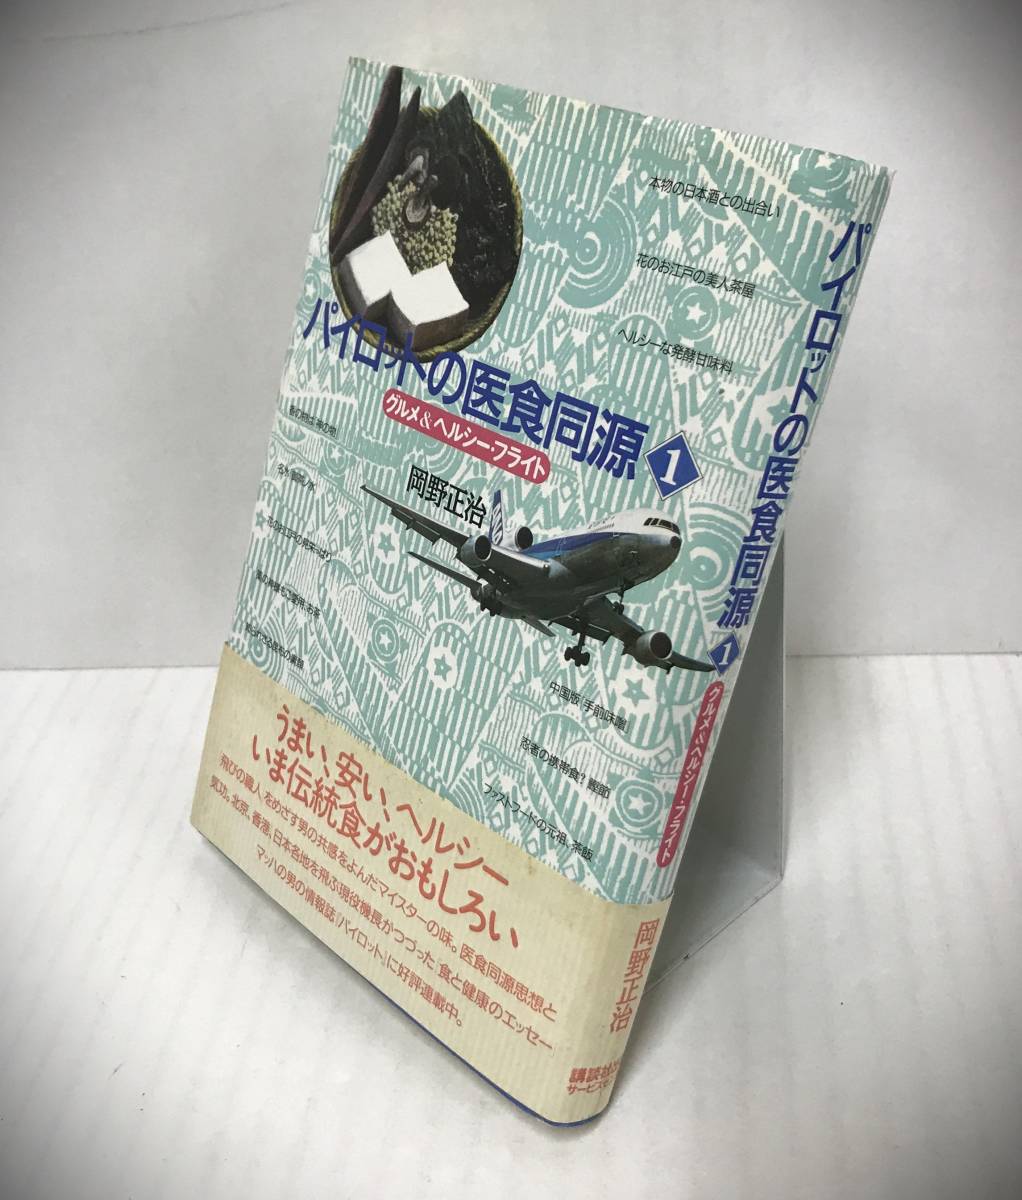 本物の日本酒との出合い
花のお江戸の美人茶屋
ヘルシーな発酵甘味料
パイロットの医食同源 1
グルメ&ヘルシー・フライト
岡野正治
中国版「手前味噌」
忍者の携帯食?鰹節
ファストフードの元祖、茶飯
うまい、安い、ヘルシー
いま伝統食がおもしろい
「飛びの職人」をめざす男の共感をよんだマイスターの味。医食同源思想と
気功。北京、香港、日本各地を飛ぶ現役機長がつづった「食と健康のエッセー」
マッハの男の情報誌『パイロット』に好評連載中。
パイロットの医食同源 1
グルメ&ヘルシー・フライト
岡野正治
講談社
サービスセ